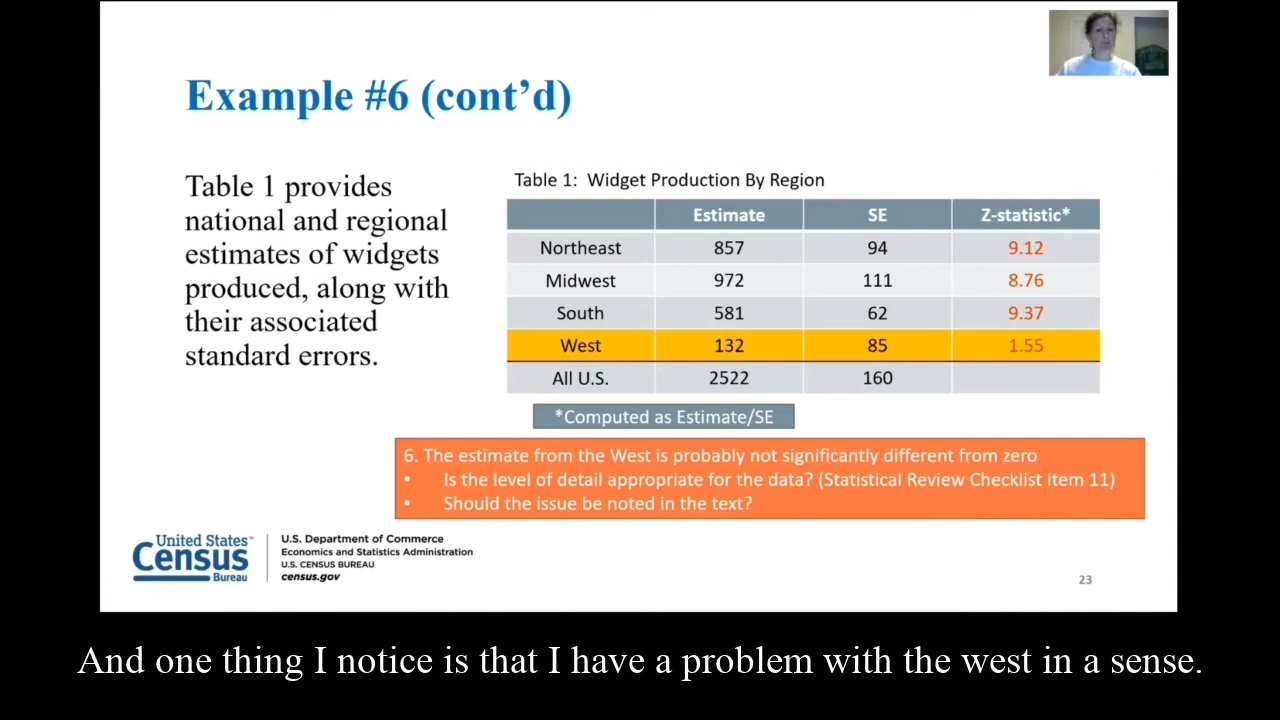 Example #6 (cont’d)
Table 1 provides
national and regional
estimates of widgets
produced, along with
their associated
standard errors.
Table 1: Widget Production By Region
Estimate SE Z-statistic*
Northeast 857 94 9.12
Midwest 972 111 8.76
South 581 62 9.37
West 132 85 1.55
All U.S. 2522 160
*Computed as Estimate/SE
6. The estimate from the West is probably not significantly different from zero
• Is the level of detail appropriate for the data? (Statistical Review Checklist Item 11)
• Should the issue be noted in the text?
United States™
Census
Bureau
U.S. Department of Commerce
Economics and Statistics Administration
U.S. CENSUS BUREAU
census.gov
23
And one thing I notice is that I have a problem with the west in a sense.